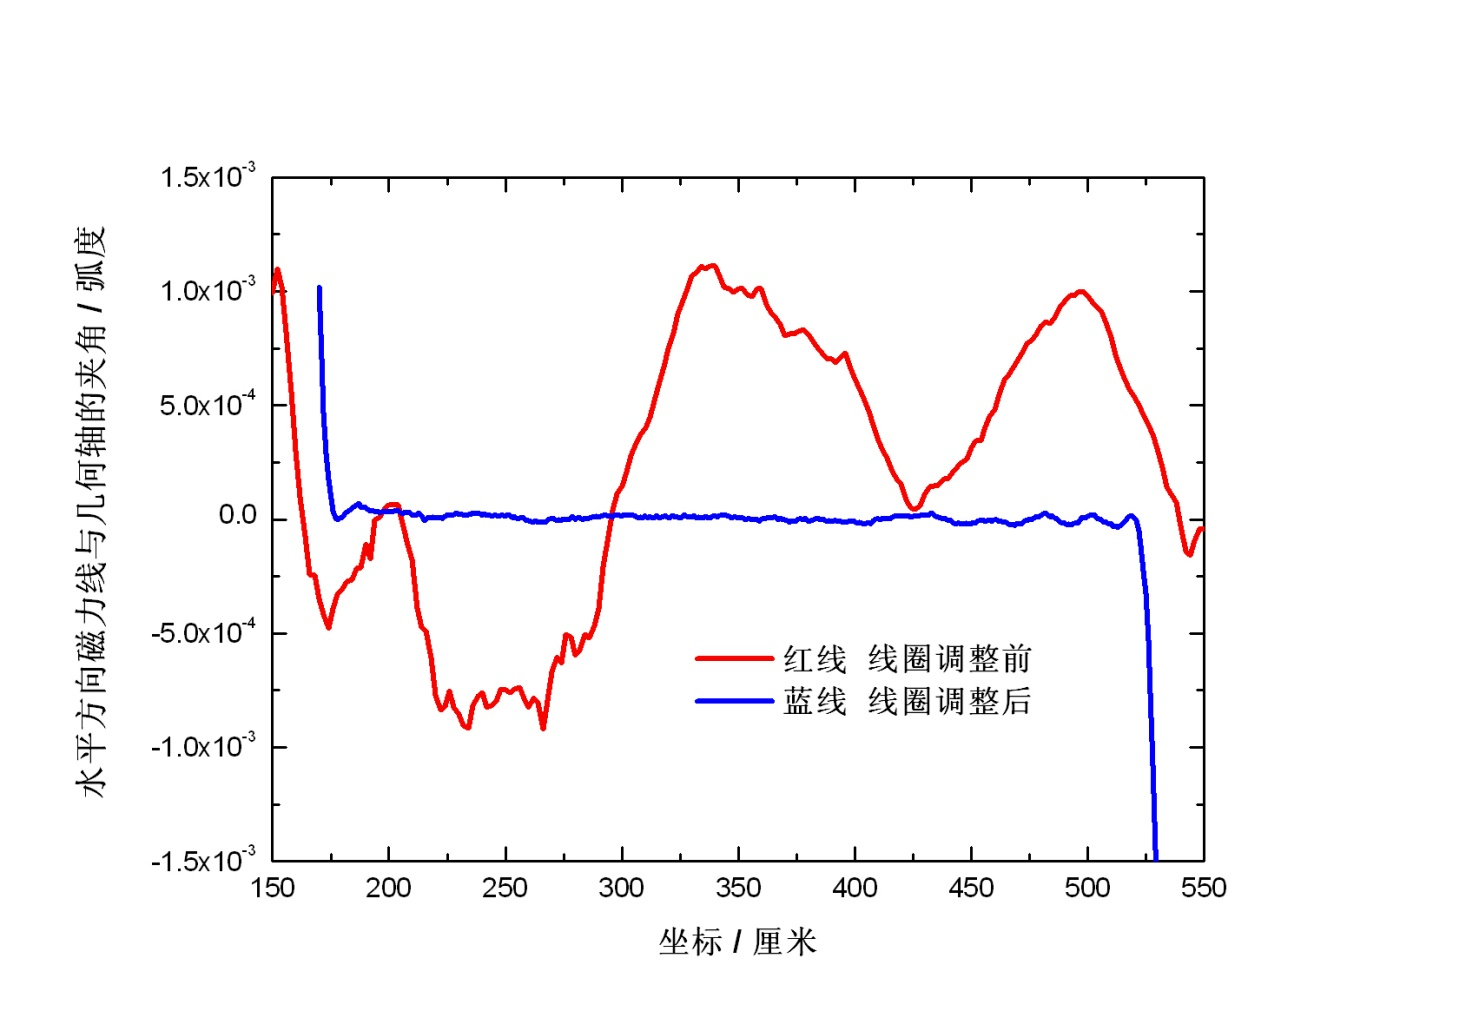 1.5x10⁻³
1.0x10⁻³
5.0x10⁻⁴
0.0
-5.0x10⁻⁴
-1.0x10⁻³
-1.5x10⁻³
水平方向磁力线与几何轴的夹角 / 弧度
红线 线圈调整前
蓝线 线圈调整后
150 200 250 300 350 400 450 500 550
坐标 / 厘米